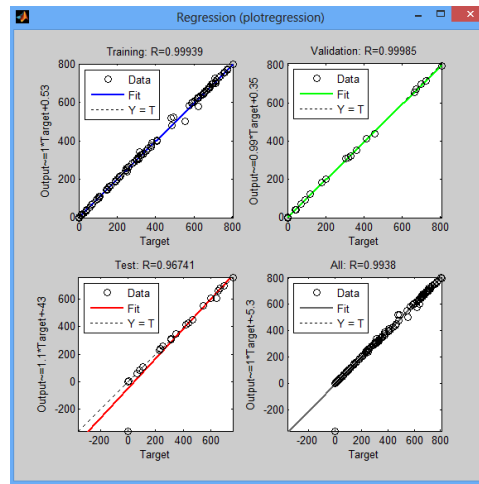 Regression (plotregression)
Training: R=0.99939
Output~=1*Target+0.53
800
600
400
200
0
0 200 400 600 800
Target
Data
Fit
Y = T
Validation: R=0.99985
Output~=0.99*Target+0.35
800
600
400
200
0
0 200 400 600 800
Target
Data
Fit
Y = T
Test: R=0.96741
Output~=1.1*Target+-43
600
400
200
0
-200
-200 0 200 400 600
Target
Data
Fit
Y = T
All: R=0.9938
Output~=1*Target+-5.3
800
600
400
200
0
-200
-200 0 200 400 600 800
Target
Data
Fit
Y = T